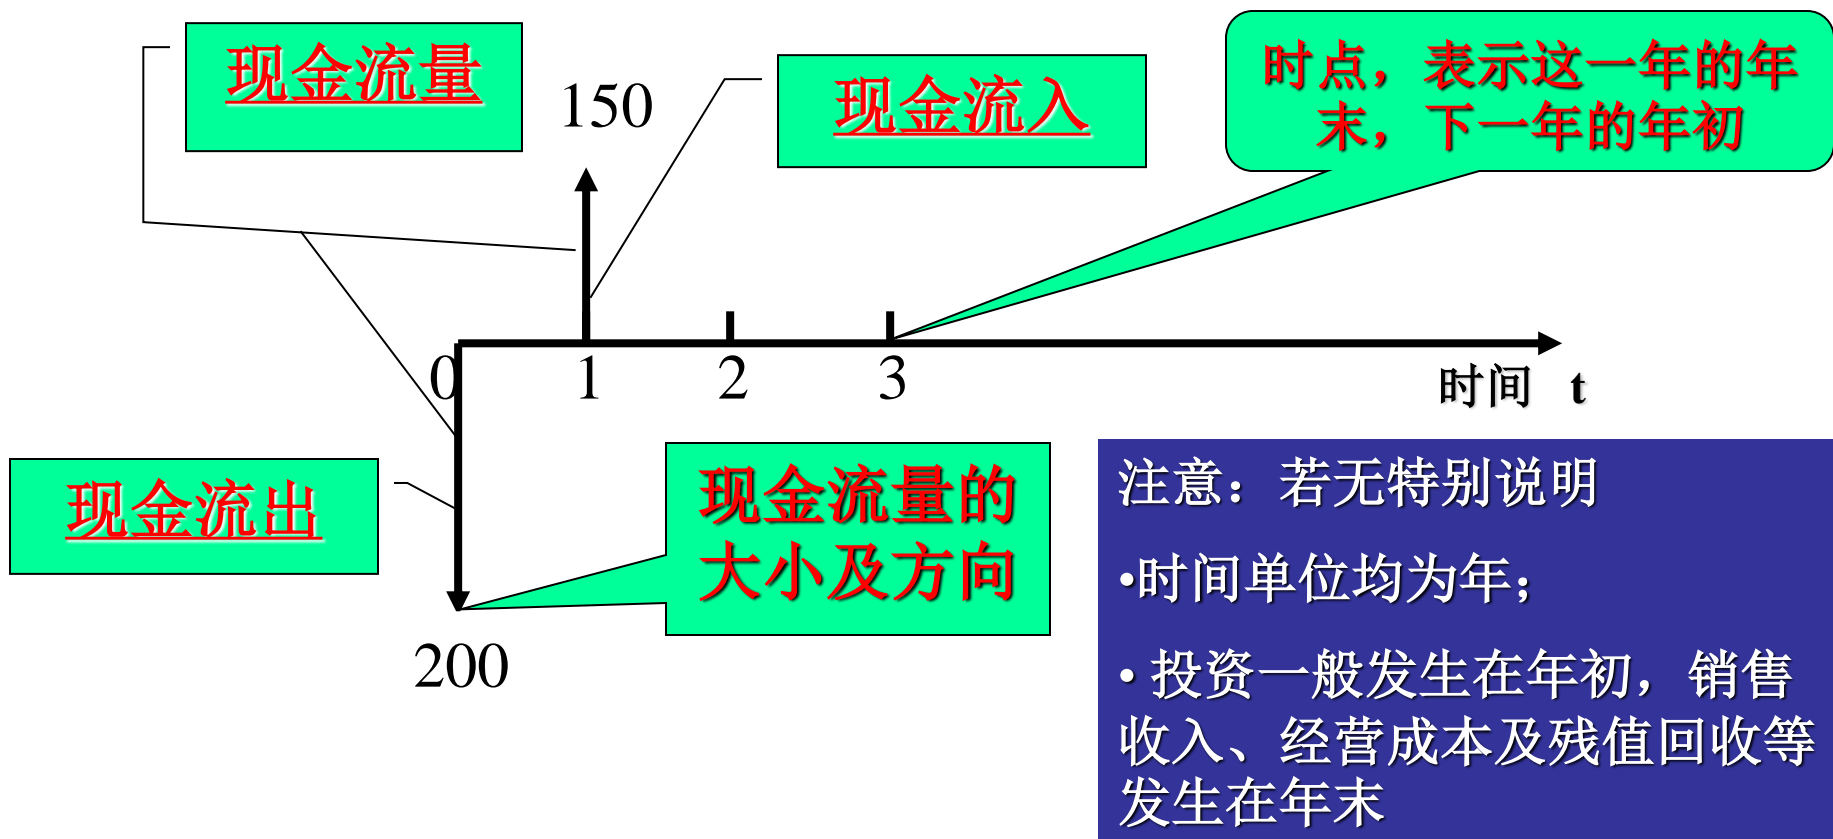 现金流量
150
现金流入
时点，表示这一年的年
末，下一年的年初
0
1
2
3
时间 t
现金流出
200
现金流量的
大小及方向
注意：若无特别说明
•时间单位均为年；
• 投资一般发生在年初，销售
收入、经营成本及残值回收等
发生在年末